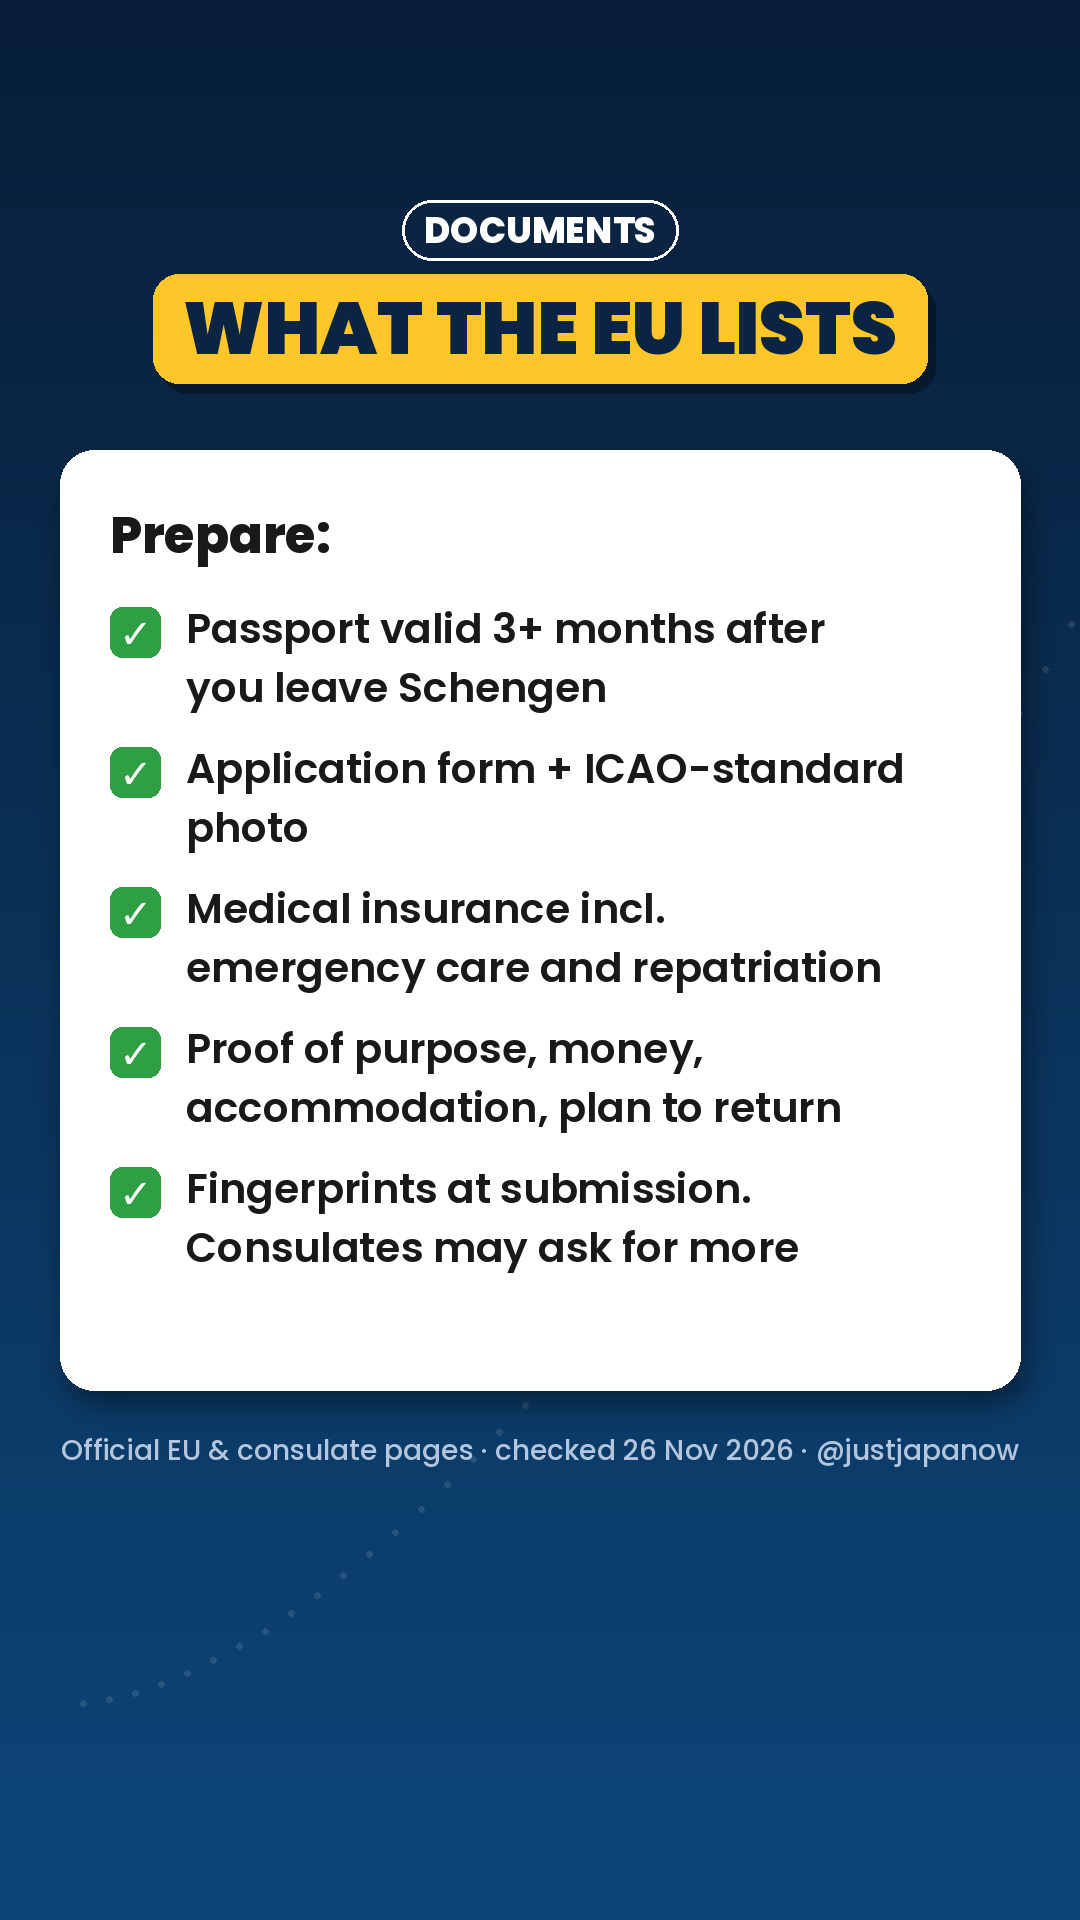 DOCUMENTS
WHAT THE EU LISTS
Prepare:
✓ Passport valid 3+ months after
you leave Schengen
✓ Application form + ICAO-standard
photo
✓ Medical insurance incl.
emergency care and repatriation
✓ Proof of purpose, money,
accommodation, plan to return
✓ Fingerprints at submission.
Consulates may ask for more
Official EU & consulate pages · checked 26 Nov 2026 · @justjapanow